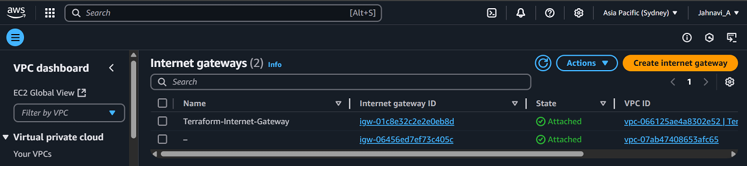 aws Search [Alt+S] Asia Pacific (Sydney) Jahnavi_A
VPC dashboard
EC2 Global View
Filter by VPC
Virtual private cloud
Your VPCs
Internet gateways (2) Info Actions Create internet gateway
Search 1
Name Internet gateway ID State VPC ID
Terraform-Internet-Gateway igw-01c8e32c2e2e0eb8d Attached vpc-066125ae4a8302e52 | Ter
– igw-06456ed7ef73c405c Attached vpc-07ab47408653afc65